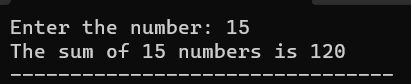 Enter the number: 15
The sum of 15 numbers is 120
--------------------------------